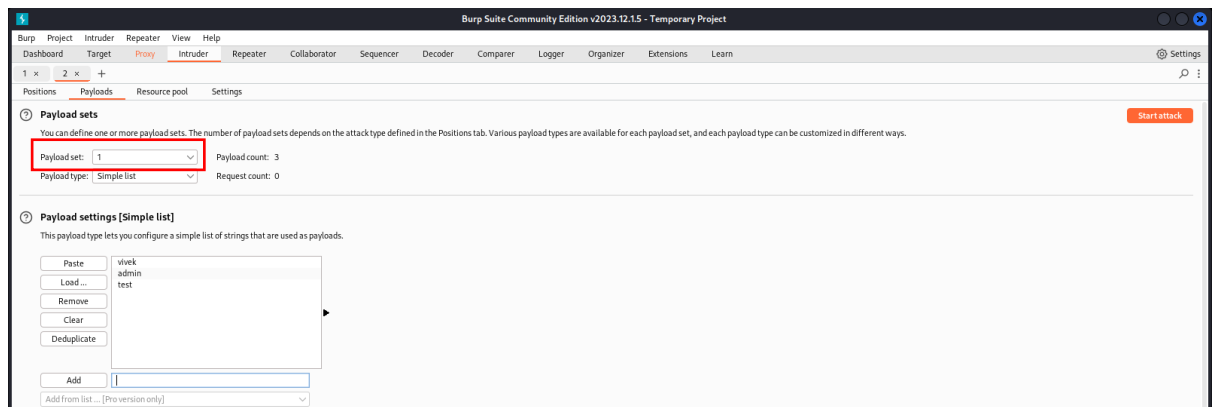 Burp Suite Community Edition v2023.12.1.5 - Temporary Project
Burp Project Intruder Repeater View Help
Dashboard Target Proxy Intruder Repeater Collaborator Sequencer Decoder Comparer Logger Organizer Extensions Learn Settings
1 × 2 × +
Positions Payloads Resource pool Settings
? Payload sets Start attack
You can define one or more payload sets. The number of payload sets depends on the attack type defined in the Positions tab. Various payload types are available for each payload set, and each payload type can be customized in different ways.
Payload set: 1 Payload count: 3
Payload type: Simple list Request count: 0
? Payload settings [Simple list]
This payload type lets you configure a simple list of strings that are used as payloads.
Paste vivek
admin
Load ... test
Remove
Clear
Deduplicate
Add
Add from list ... [Pro version only]